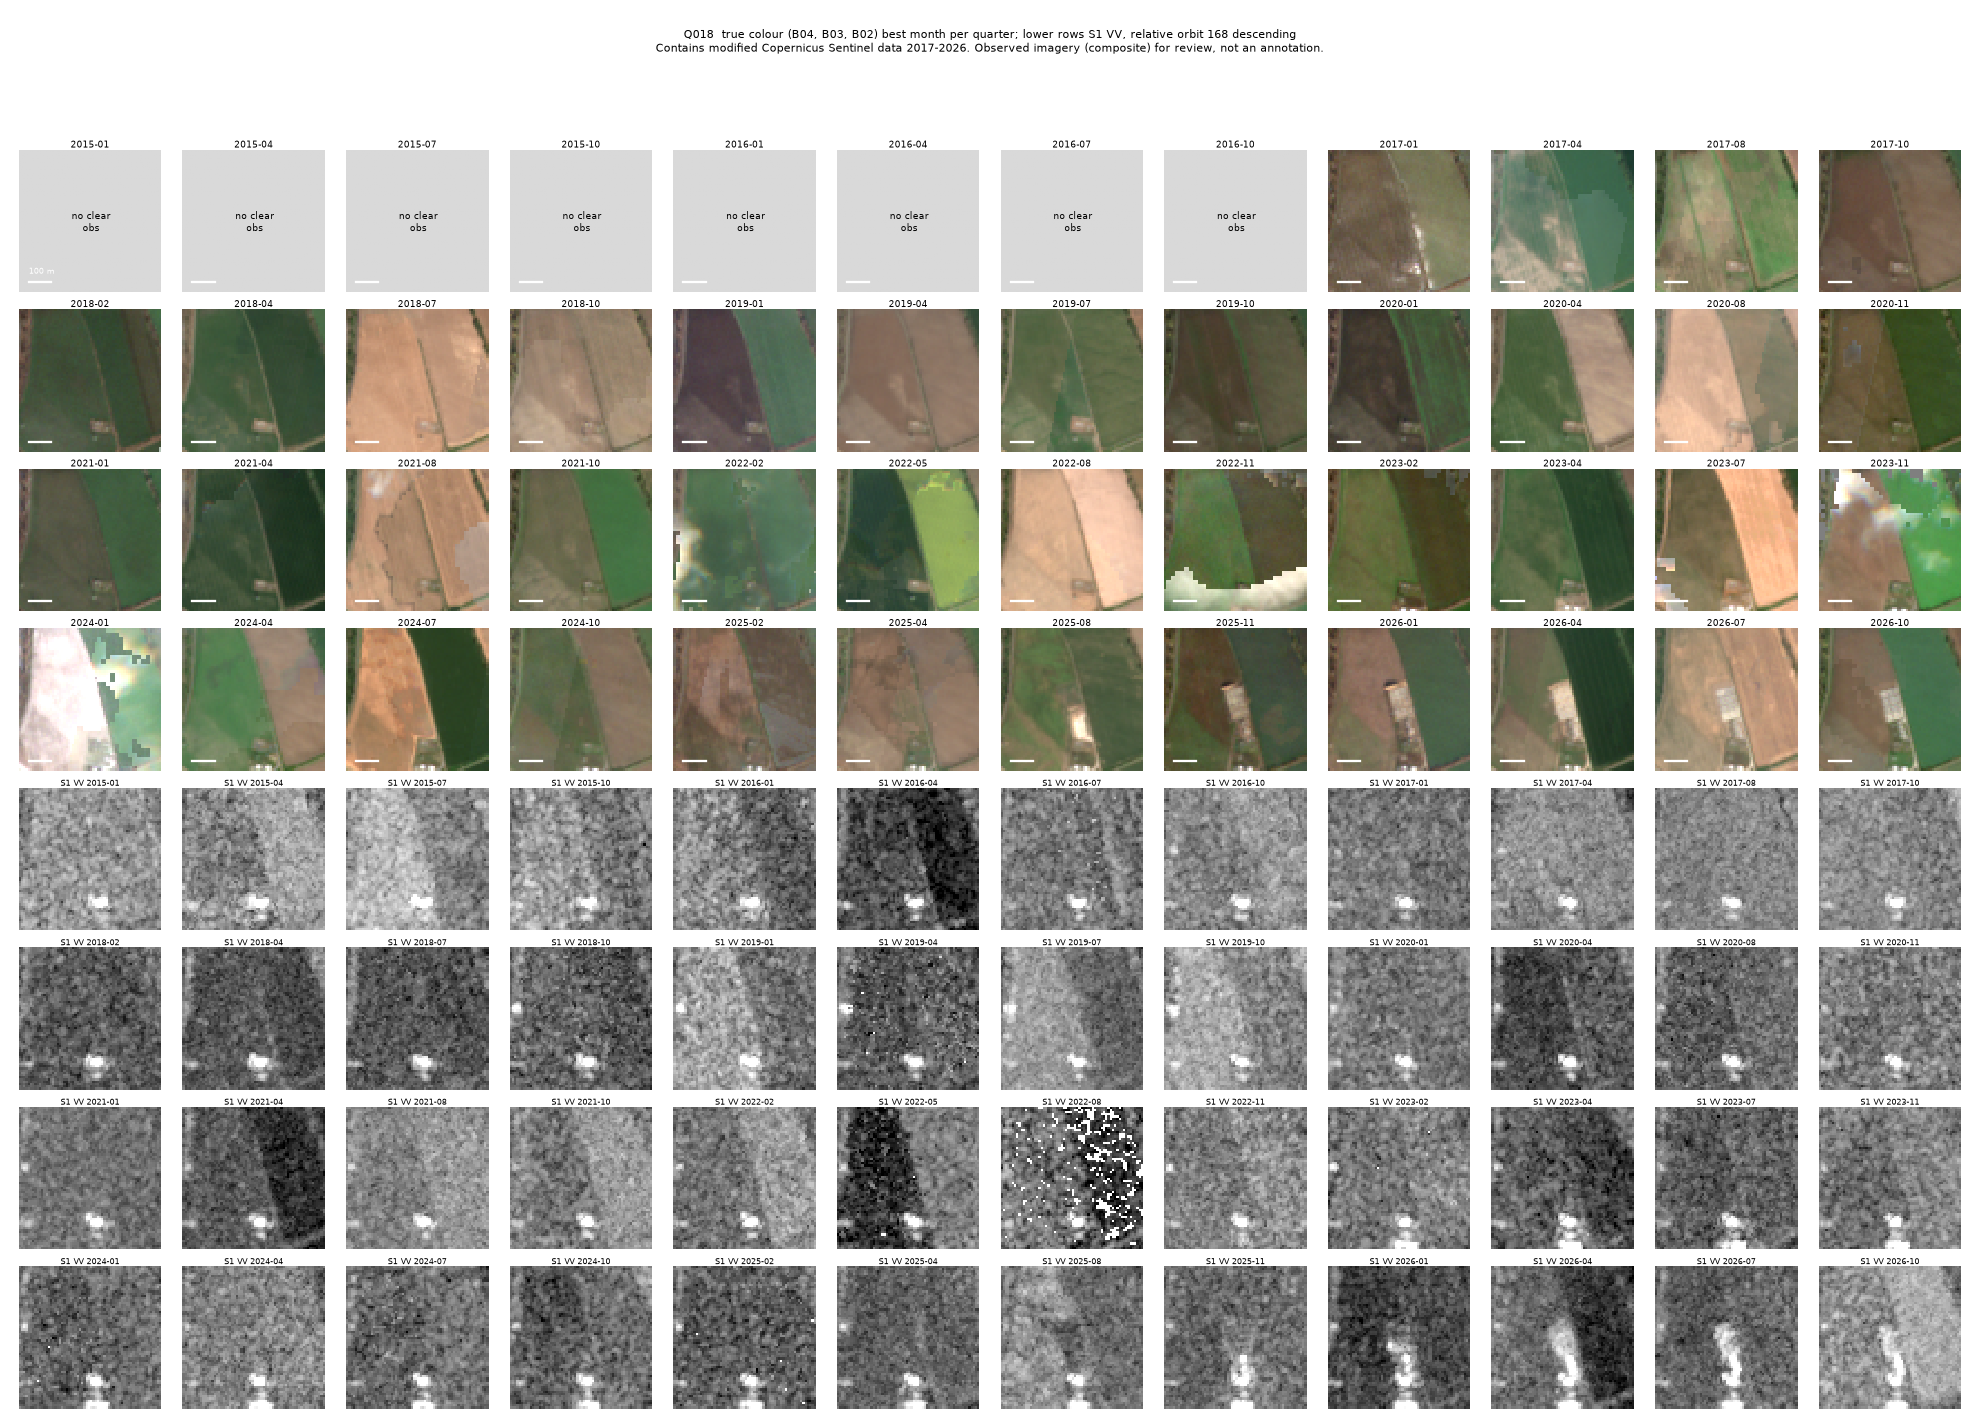 Q018 true colour (B04, B03, B02) best month per quarter; lower rows S1 VV, relative orbit 168 descending
Contains modified Copernicus Sentinel data 2017-2026. Observed imagery (composite) for review, not an annotation.
2015-01 2015-04 2015-07 2015-10 2016-01 2016-04 2016-07 2016-10 2017-01 2017-04 2017-08 2017-10
no clear no clear no clear no clear no clear no clear no clear no clear
obs obs obs obs obs obs obs obs
100 m
2018-02 2018-04 2018-07 2018-10 2019-01 2019-04 2019-07 2019-10 2020-01 2020-04 2020-08 2020-11
2021-01 2021-04 2021-08 2021-10 2022-02 2022-05 2022-08 2022-11 2023-02 2023-04 2023-07 2023-11
2024-01 2024-04 2024-07 2024-10 2025-02 2025-04 2025-08 2025-11 2026-01 2026-04 2026-07 2026-10
S1 VV 2015-01 S1 VV 2015-04 S1 VV 2015-07 S1 VV 2015-10 S1 VV 2016-01 S1 VV 2016-04 S1 VV 2016-07 S1 VV 2016-10 S1 VV 2017-01 S1 VV 2017-04 S1 VV 2017-08 S1 VV 2017-10
S1 VV 2018-02 S1 VV 2018-04 S1 VV 2018-07 S1 VV 2018-10 S1 VV 2019-01 S1 VV 2019-04 S1 VV 2019-07 S1 VV 2019-10 S1 VV 2020-01 S1 VV 2020-04 S1 VV 2020-08 S1 VV 2020-11
S1 VV 2021-01 S1 VV 2021-04 S1 VV 2021-08 S1 VV 2021-10 S1 VV 2022-02 S1 VV 2022-05 S1 VV 2022-08 S1 VV 2022-11 S1 VV 2023-02 S1 VV 2023-04 S1 VV 2023-07 S1 VV 2023-11
S1 VV 2024-01 S1 VV 2024-04 S1 VV 2024-07 S1 VV 2024-10 S1 VV 2025-02 S1 VV 2025-04 S1 VV 2025-08 S1 VV 2025-11 S1 VV 2026-01 S1 VV 2026-04 S1 VV 2026-07 S1 VV 2026-10